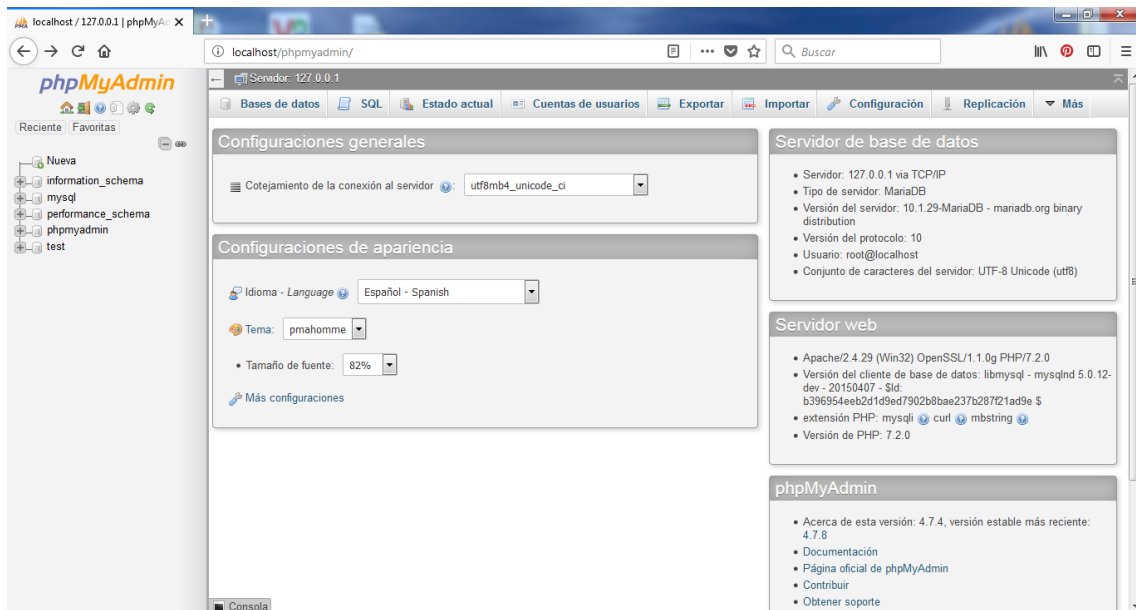 localhost / 127.0.0.1 | phpMyAd
localhost/phpmyadmin/
Buscar
phpMyAdmin
Reciente Favoritas
Nueva
information_schema
mysql
performance_schema
phpmyadmin
test
Servidor: 127.0.0.1
Bases de datos SQL Estado actual Cuentas de usuarios Exportar Importar Configuración Replicación Más
Configuraciones generales
Cotejamiento de la conexión al servidor : utf8mb4_unicode_ci
Configuraciones de apariencia
Idioma - Language Español - Spanish
Tema: pmahomme
• Tamaño de fuente: 82%
Más configuraciones
Servidor de base de datos
• Servidor: 127.0.0.1 via TCP/IP
• Tipo de servidor: MariaDB
• Versión del servidor: 10.1.29-MariaDB - mariadb.org binary
distribution
• Versión del protocolo: 10
• Usuario: root@localhost
• Conjunto de caracteres del servidor: UTF-8 Unicode (utf8)
Servidor web
• Apache/2.4.29 (Win32) OpenSSL/1.1.0g PHP/7.2.0
• Versión del cliente de base de datos: libmysql - mysqlnd 5.0.12-
dev - 20150407 - $Id:
b396954eeb2d1d9ed7902b8bae237b287f21ad9e $
• extensión PHP: mysqli curl mbstring
• Versión de PHP: 7.2.0
phpMyAdmin
• Acerca de esta versión: 4.7.4, versión estable más reciente:
4.7.8
• Documentación
• Página oficial de phpMyAdmin
• Contribuir
• Obtener soporte
Consola